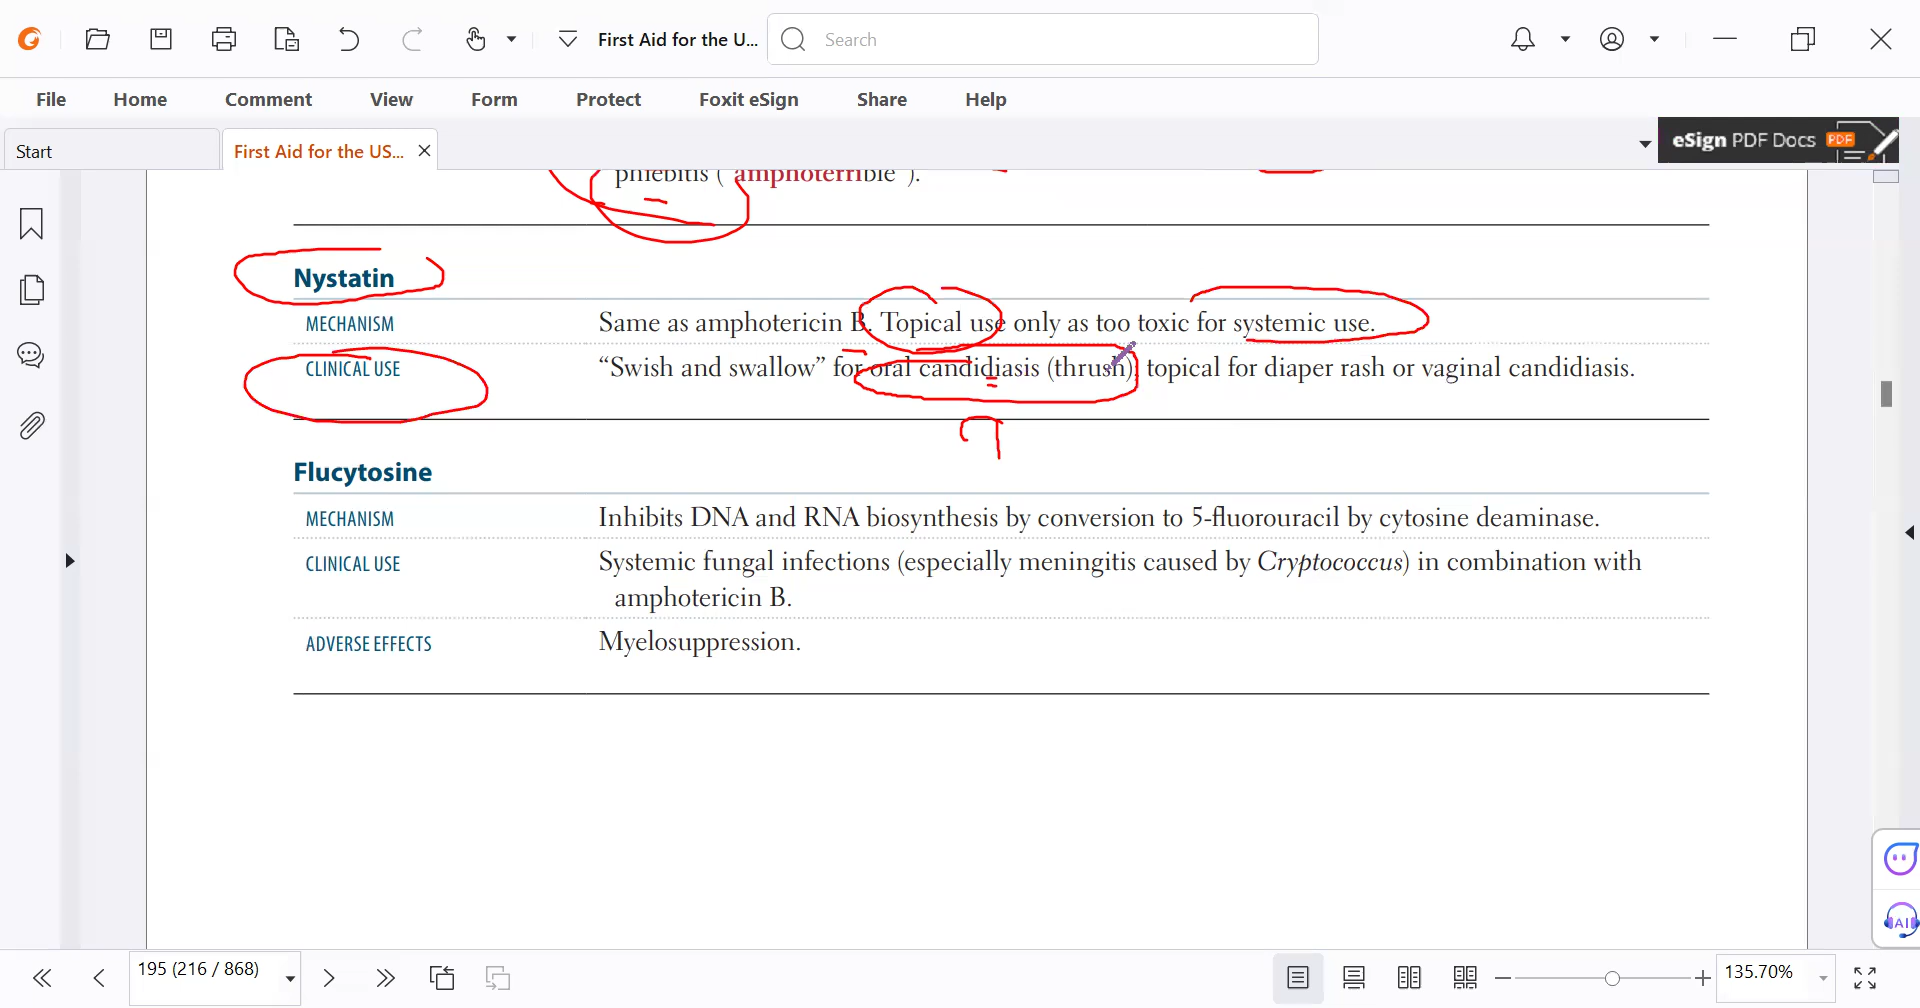 First Aid for the U...
Search
File Home Comment View Form Protect Foxit eSign Share Help
Start
First Aid for the US...
eSign PDF Docs PDF
phlebitis ("amphoterrible").
Nystatin
MECHANISM Same as amphotericin B. Topical use only as too toxic for systemic use.
CLINICAL USE “Swish and swallow” for oral candidiasis (thrush); topical for diaper rash or vaginal candidiasis.
Flucytosine
MECHANISM Inhibits DNA and RNA biosynthesis by conversion to 5-fluorouracil by cytosine deaminase.
CLINICAL USE Systemic fungal infections (especially meningitis caused by Cryptococcus) in combination with
amphotericin B.
ADVERSE EFFECTS Myelosuppression.
AI
195 (216 / 868)
135.70%